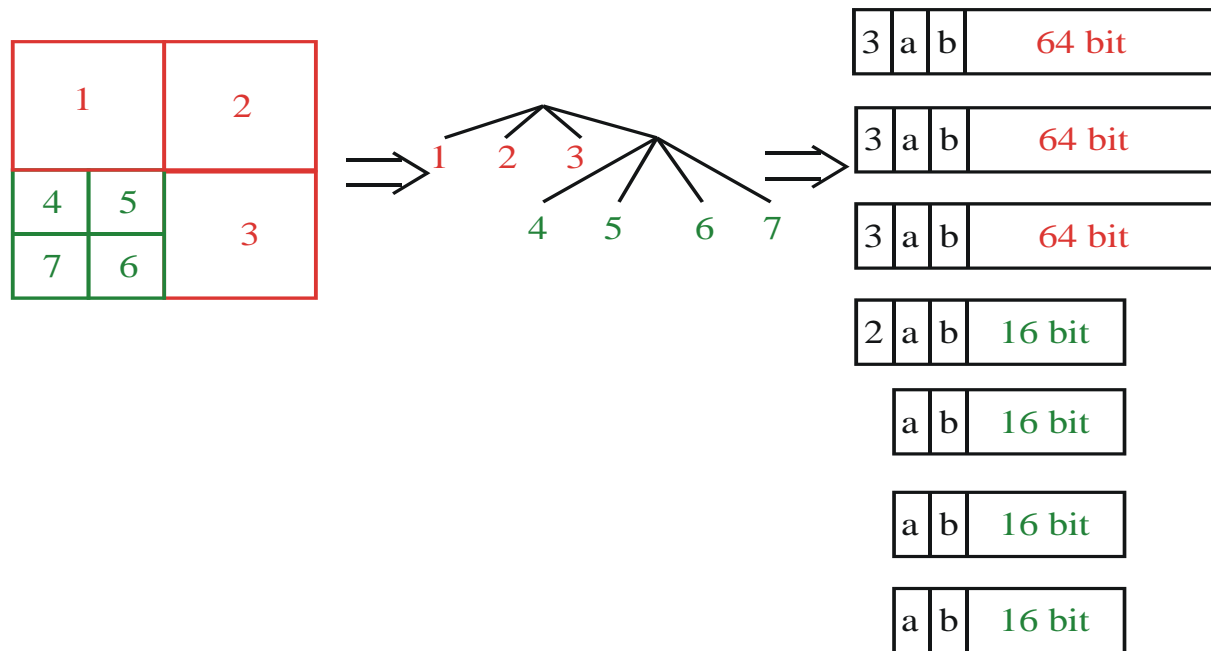 1 2
4 5
3
7 6
1 2 3
4 5 6 7
3 a b 64 bit
3 a b 64 bit
3 a b 64 bit
2 a b 16 bit
a b 16 bit
a b 16 bit
a b 16 bit